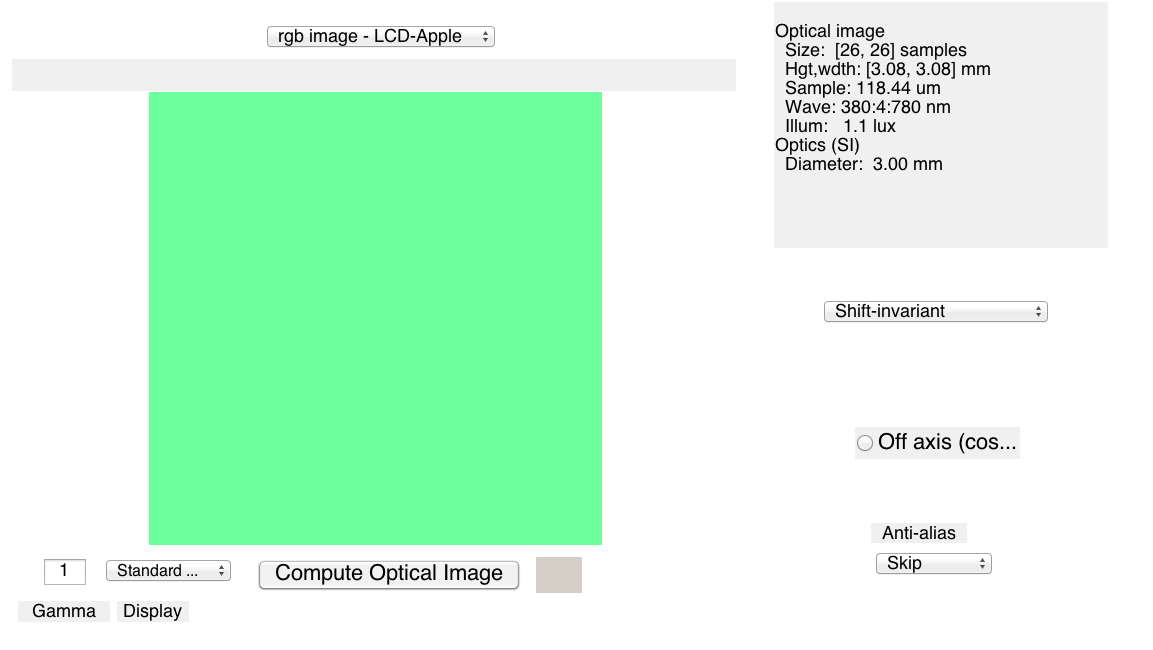 rgb image - LCD-Apple
Optical image
Size: [26, 26] samples
Hgt,wdth: [3.08, 3.08] mm
Sample: 118.44 um
Wave: 380:4:780 nm
Illum: 1.1 lux
Optics (SI)
Diameter: 3.00 mm
Shift-invariant
Off axis (cos...
Anti-alias
Skip
1
Standard ...
Compute Optical Image
Gamma
Display